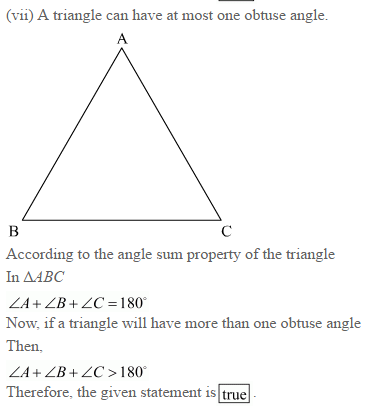 (vii) A triangle can have at most one obtuse angle.
A
B C
According to the angle sum property of the triangle
In ΔABC
∠A+∠B+∠C=180°
Now, if a triangle will have more than one obtuse angle
Then,
∠A+∠B+∠C>180°
Therefore, the given statement is true.